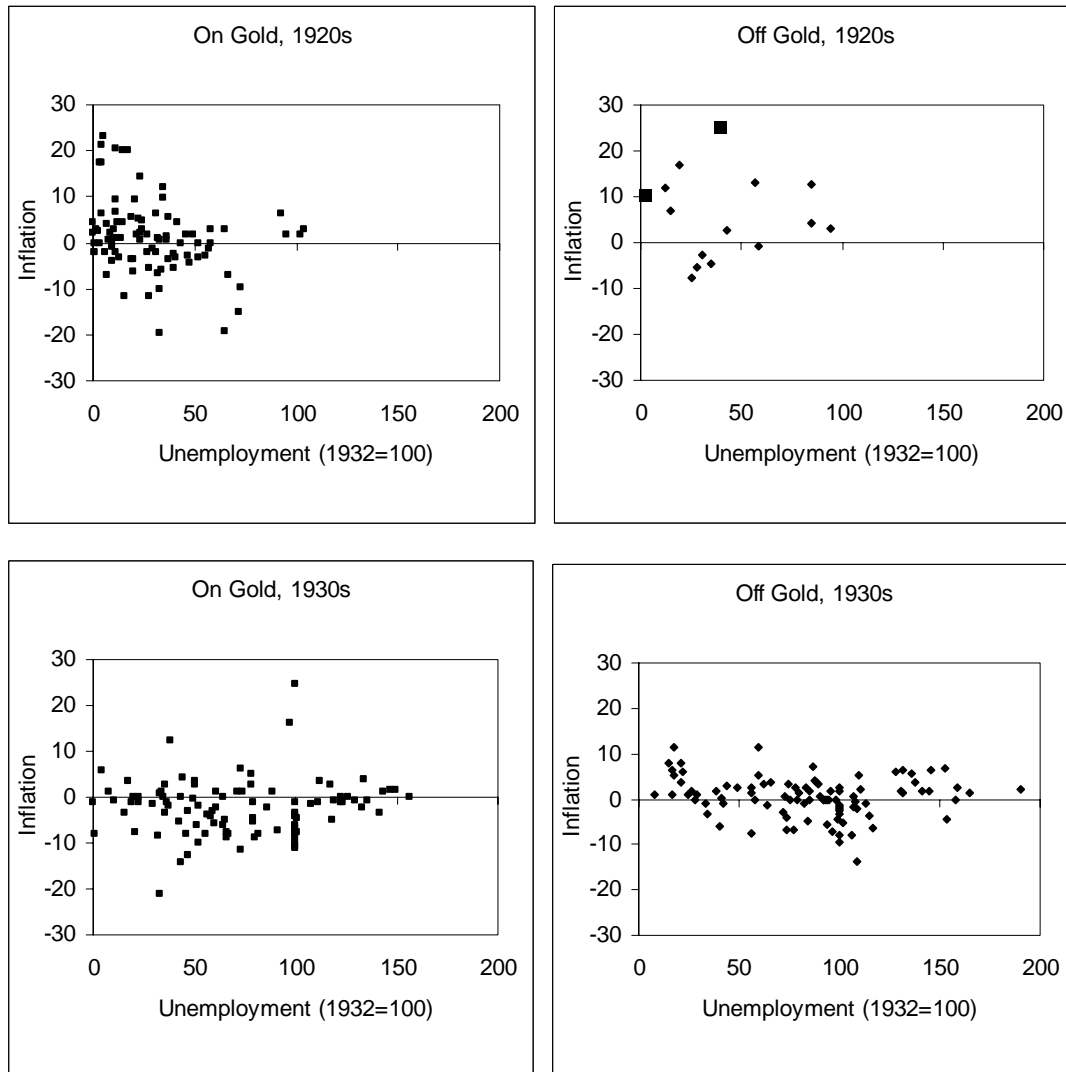 On Gold, 1920s
30
20
10
0
-10
-20
-30
Inflation
0 50 100 150 200
Unemployment (1932=100)
Off Gold, 1920s
30
20
10
0
-10
-20
-30
Inflation
0 50 100 150 200
Unemployment (1932=100)
On Gold, 1930s
30
20
10
0
-10
-20
-30
Inflation
0 50 100 150 200
Unemployment (1932=100)
Off Gold, 1930s
30
20
10
0
-10
-20
-30
Inflation
0 50 100 150 200
Unemployment (1932=100)